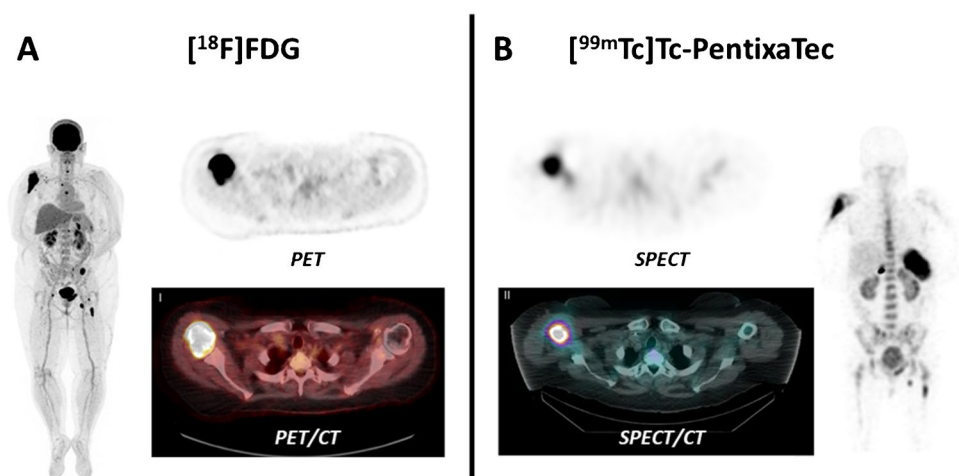 A
[¹⁸F]FDG
PET
I
PET/CT
B
[⁹⁹ᵐTc]Tc-PentixaTec
SPECT
II
SPECT/CT